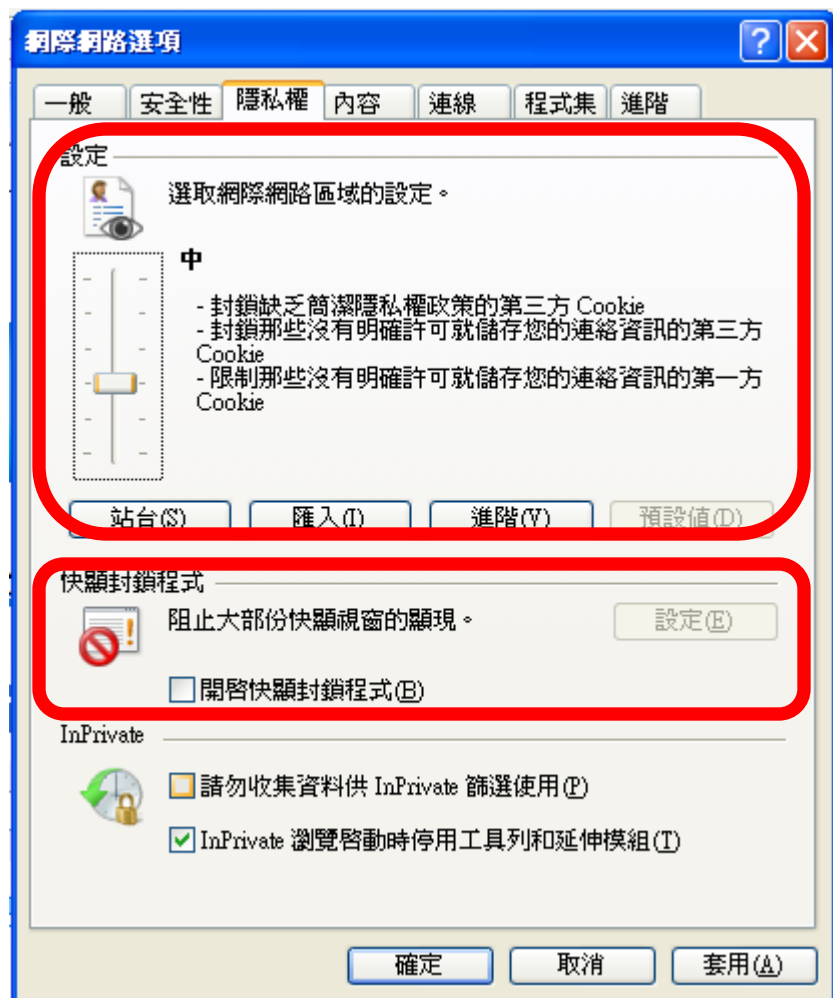 網際網路選項
一般 安全性 隱私權 內容 連線 程式集 進階
設定
選取網際網路區域的設定。
中
- 封鎖缺乏簡潔隱私權政策的第三方 Cookie
- 封鎖那些沒有明確許可就儲存您的連絡資訊的第三方
Cookie
- 限制那些沒有明確許可就儲存您的連絡資訊的第一方
Cookie
站台(S) 匯入(I) 進階(V) 預設值(D)
快顯封鎖程式
阻止大部份快顯視窗的顯現。 設定(E)
開啓快顯封鎖程式(B)
InPrivate
請勿收集資料供 InPrivate 篩選使用(P)
InPrivate 瀏覽啓動時停用工具列和延伸模組(T)
確定 取消 套用(A)